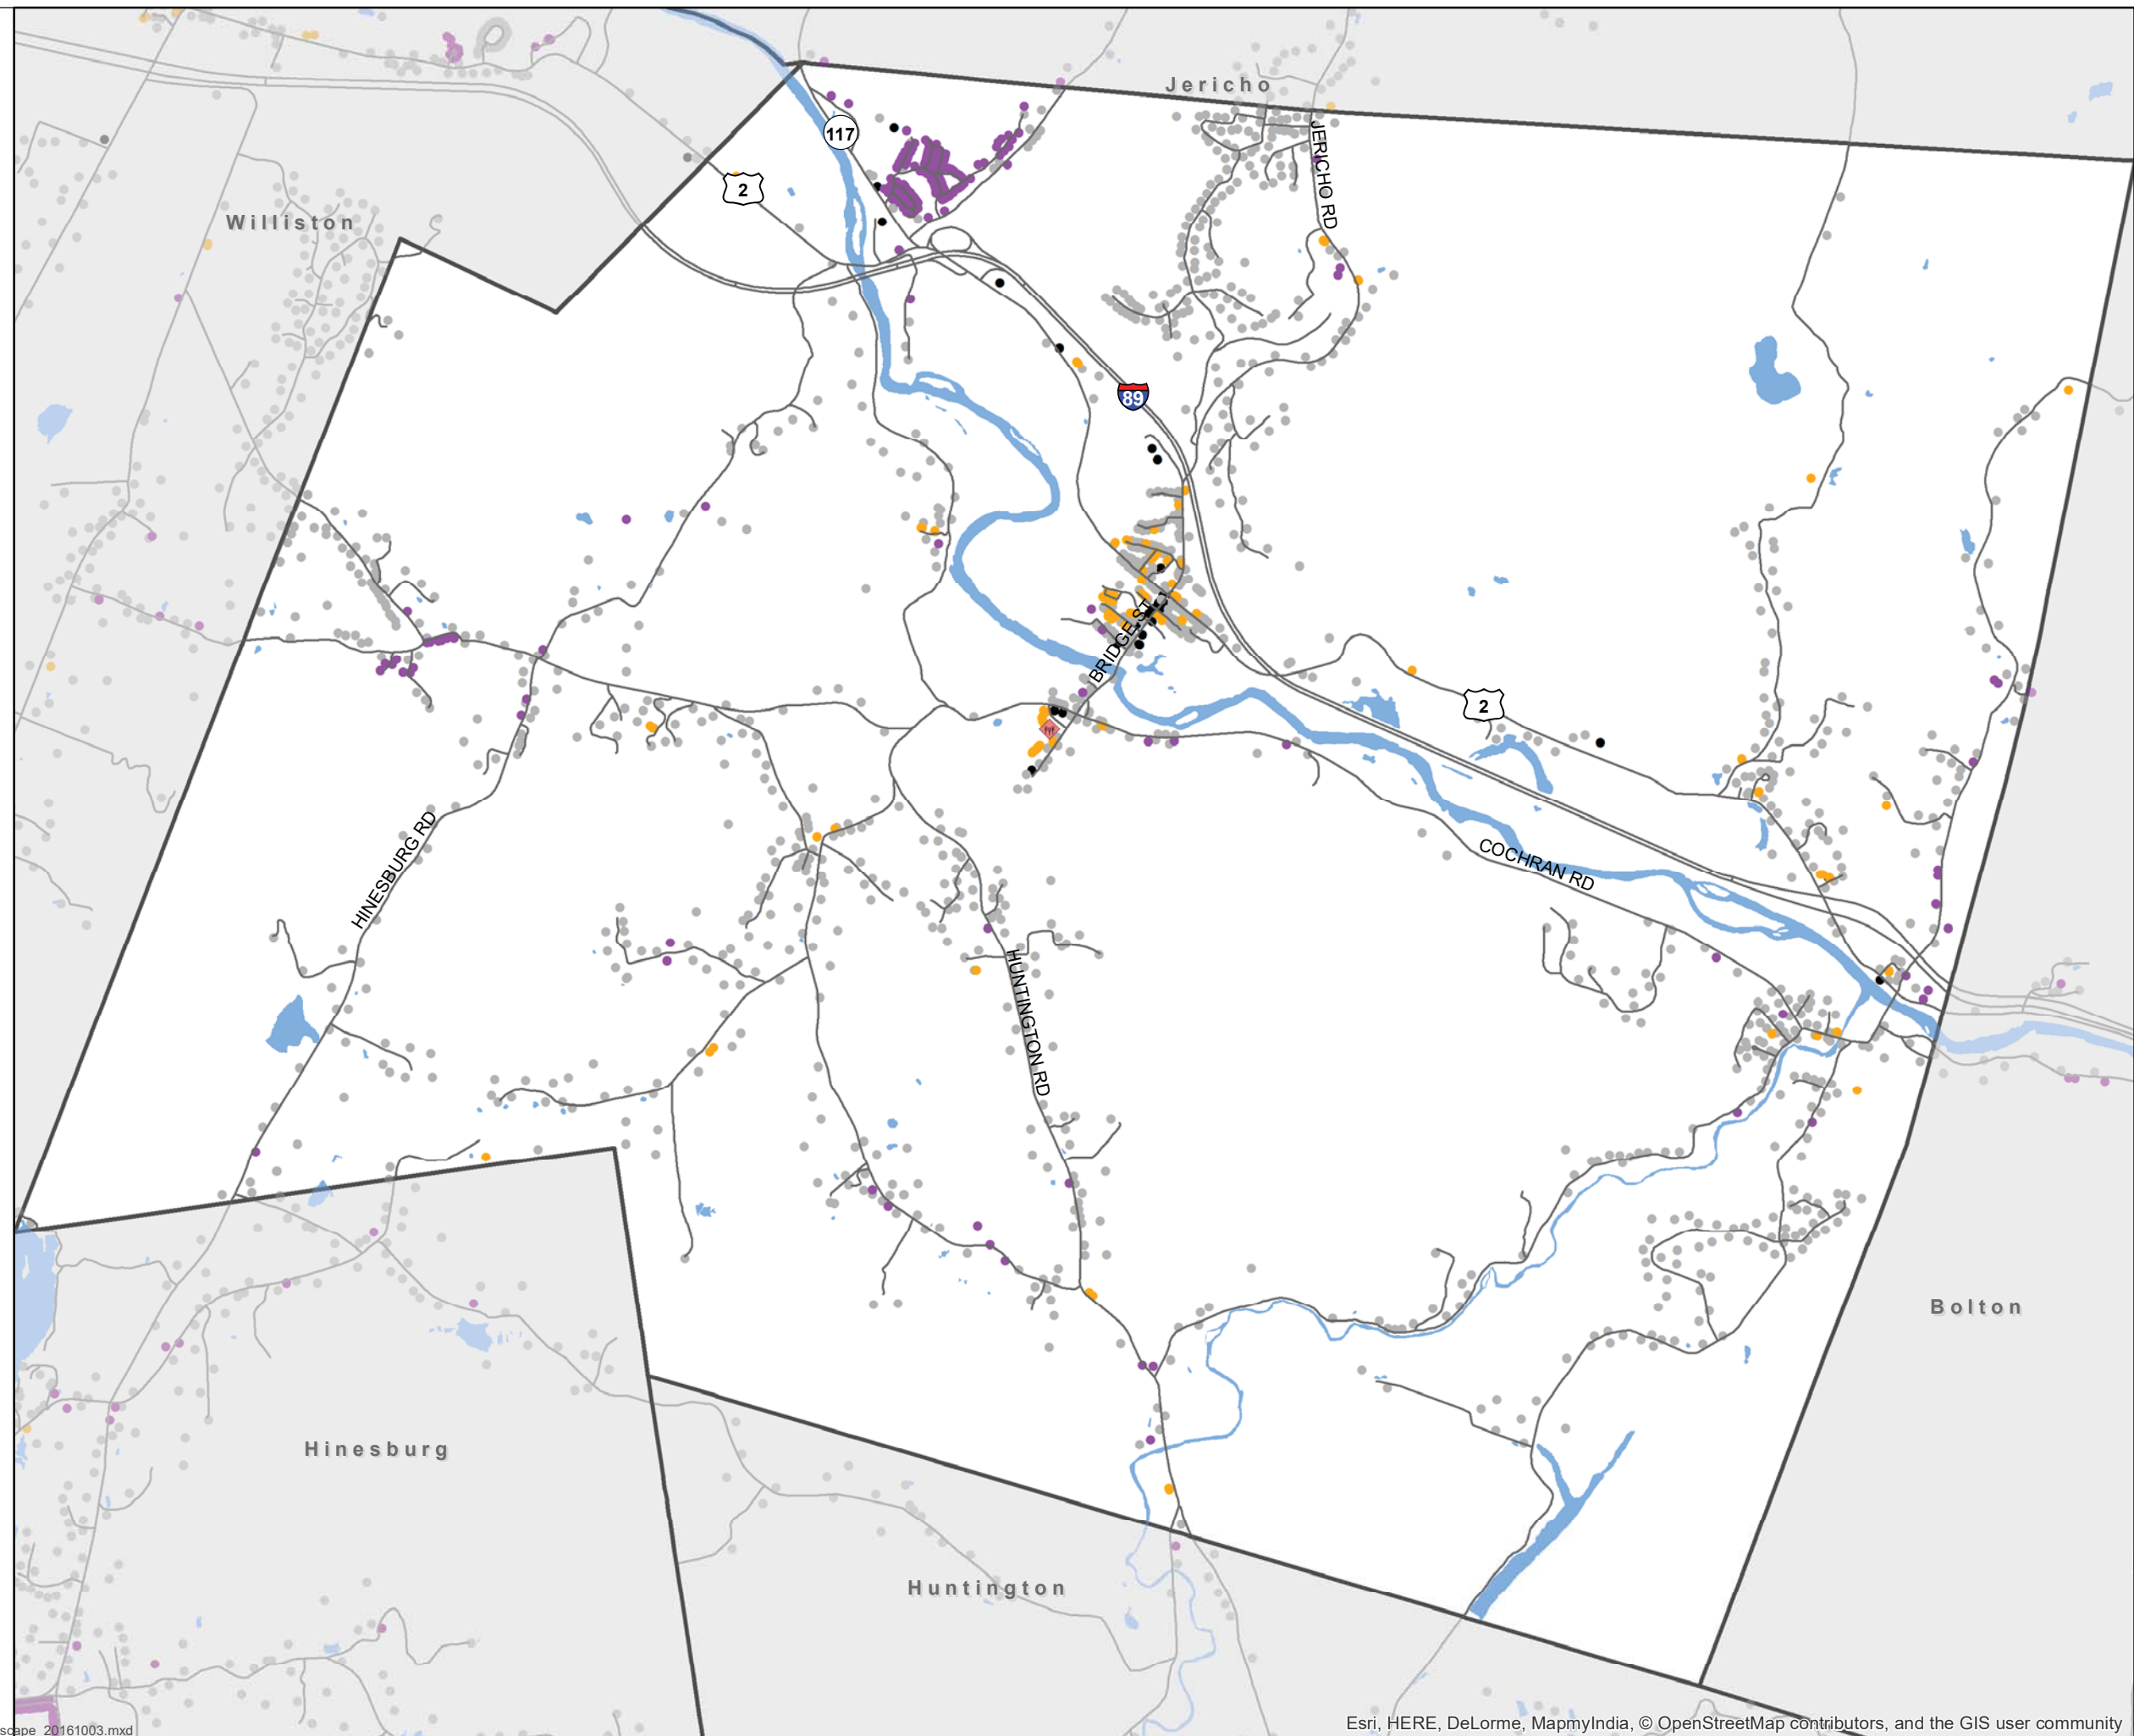 Jericho
117
JERICHO RD
2
Williston
89
BRIDGE ST
2
HINESBURG RD
COCHRAN RD
HUNTINGTON RD
Bolton
Hinesburg
Huntington
Esri, HERE, DeLorme, MapmyIndia, © OpenStreetMap contributors, and the GIS user community
scape_20161003.mxd